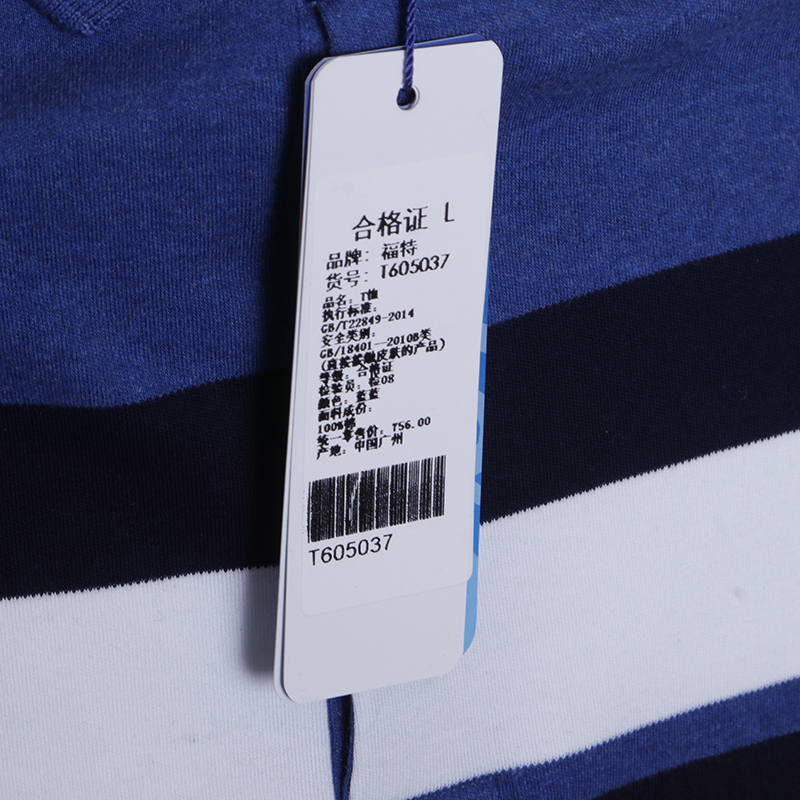 合格证 L
品牌: 福特
货号: T605037
品名: T恤
执行标准:
GB/T22849-2014
安全类别:
GB/18401--2010B类
(直接接触皮肤的产品)
等级: 合格证
检验员: 检08
颜色: 蓝蓝
面料成份:
100%棉
统一零售价: T56.00
产地: 中国广州
T605037